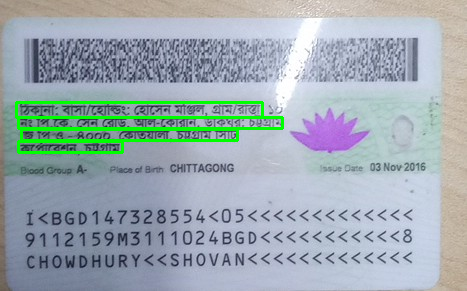 ঠিকানা: বাসা/হোল্ডিং: হোসেন মঞ্জিল, গ্রাম/রাস্তা: ১৮
নং পি.কে. সেন রোড, আল-কোরান, ডাকঘর: চট্টগ্রাম
জি পি ও - ৪০০০, কোতয়ালী, চট্টগ্রাম সিটি
কর্পোরেশন, চট্টগ্রাম
Blood Group: A- Place of Birth: CHITTAGONG Issue Date: 03 Nov 2016
I<BGD147328554<05<<<<<<<<<<<<<
9112159M3111024BGD<<<<<<<<<<<8
CHOWDHURY<<SHOVAN<<<<<<<<<<<<<